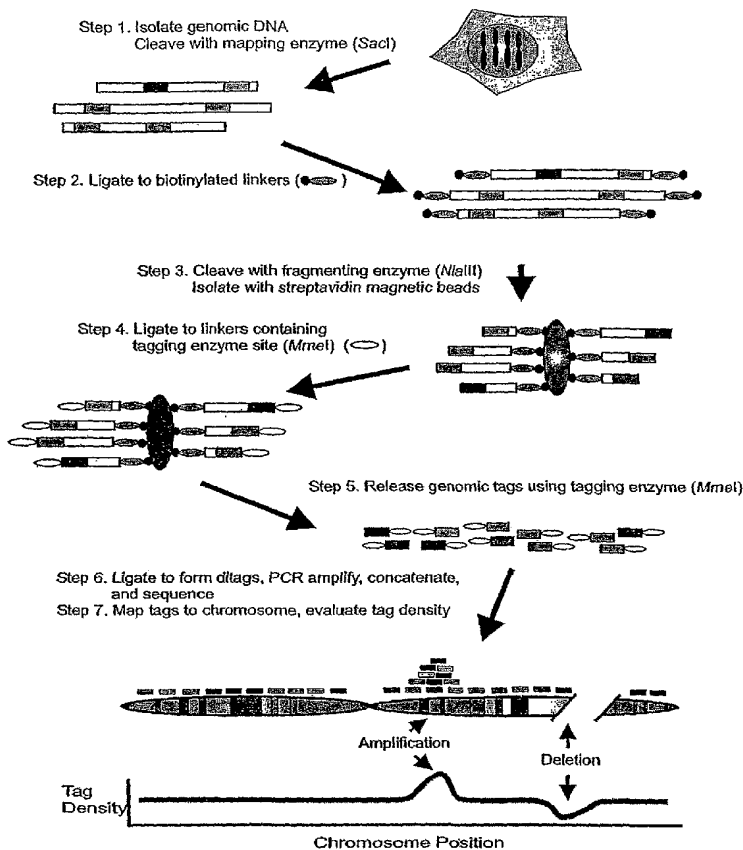 Step 1. Isolate genomic DNA
Cleave with mapping enzyme (SacI)
Step 2. Ligate to biotinylated linkers ( )
Step 3. Cleave with fragmenting enzyme (NlaIII)
Isolate with streptavidin magnetic beads
Step 4. Ligate to linkers containing
tagging enzyme site (MmeI) ( )
Step 5. Release genomic tags using tagging enzyme (MmeI)
Step 6. Ligate to form ditags, PCR amplify, concatenate,
and sequence
Step 7. Map tags to chromosome, evaluate tag density
Amplification
Deletion
Tag
Density
Chromosome Position